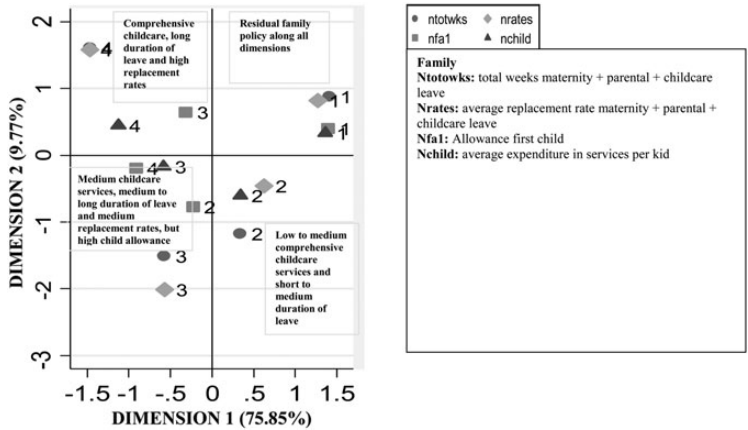 ntotwks nrates
nfa1 nchild
Family
Ntotowks: total weeks maternity + parental + childcare
leave
Nrates: average replacement rate maternity + parental +
childcare leave
Nfa1: Allowance first child
Nchild: average expenditure in services per kid
DIMENSION 2 (9.77%)
2
1
0
-1
-2
-3
Comprehensive
childcare, long
duration of
leave and high
replacement
rates
Residual family
policy along all
dimensions
4
4
3
1
1
1
1
4
3
2
2
2
2
3
3
Medium childcare
services, medium to
long duration of leave
and medium
replacement rates, but
high child allowance
Low to medium
comprehensive
childcare
services and
short to
medium
duration of
leave
-1.5 -1 -.5 0 .5 1 1.5
DIMENSION 1 (75.85%)